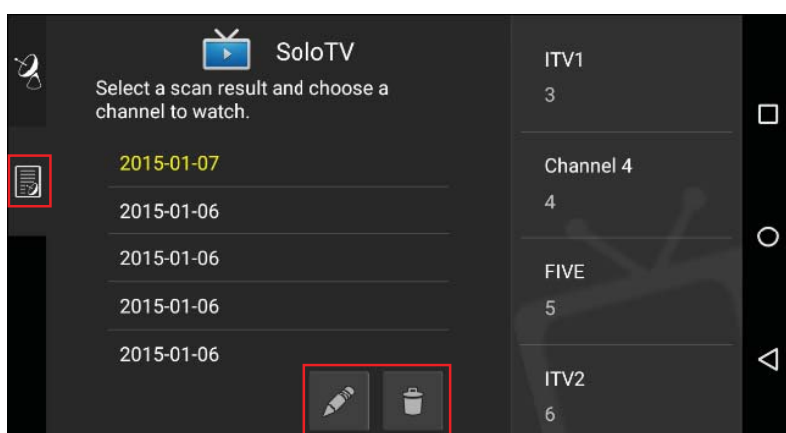 SoloTV
Select a scan result and choose a
channel to watch.
2015-01-07
2015-01-06
2015-01-06
2015-01-06
2015-01-06
ITV1
3
Channel 4
4
FIVE
5
ITV2
6